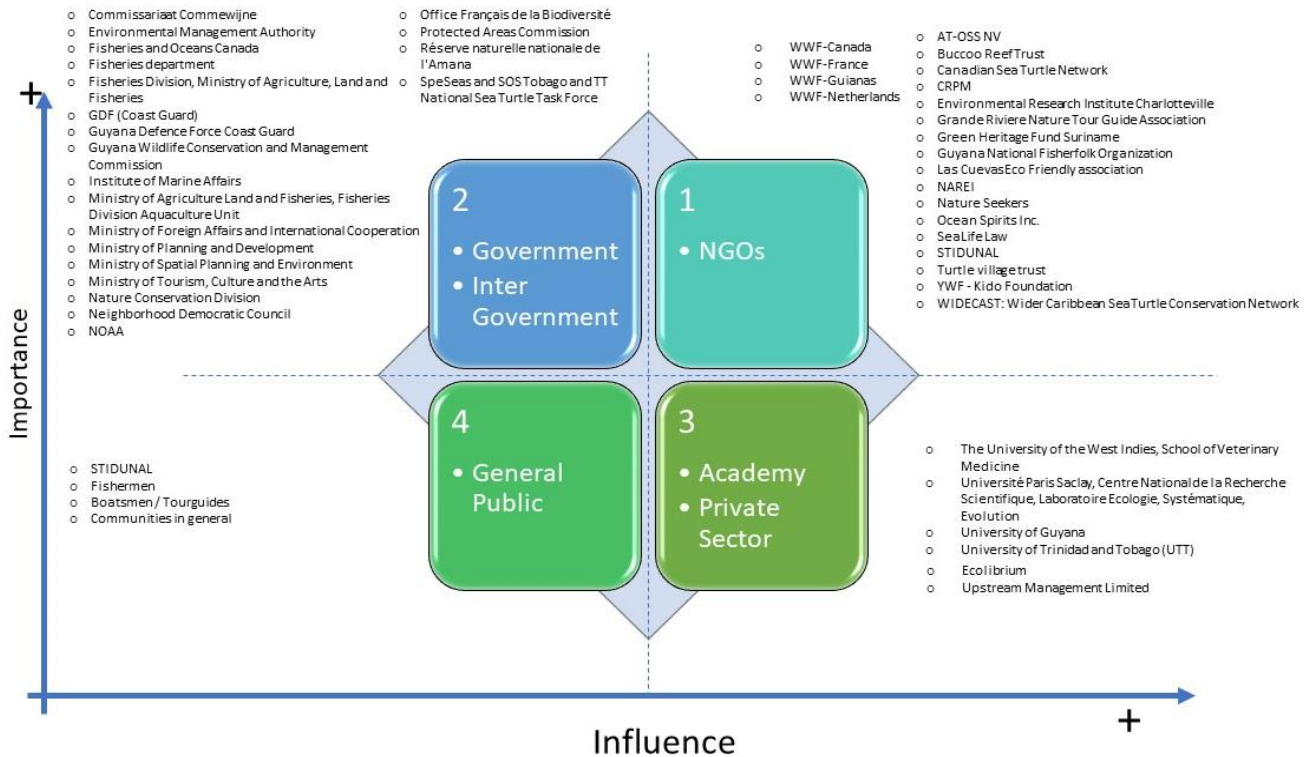 Commissariaat Commewijne
Environmental Management Authority
Fisheries and Oceans Canada
Fisheries department
Fisheries Division, Ministry of Agriculture, Land and
Fisheries
GDF (Coast Guard)
Guyana Defence Force Coast Guard
Guyana Wildlife Conservation and Management
Commission
Institute of Marine Affairs
Ministry of Agriculture Land and Fisheries, Fisheries
Division Aquaculture Unit
Ministry of Foreign Affairs and International Cooperation
Ministry of Planning and Development
Ministry of Spatial Planning and Environment
Ministry of Tourism, Culture and the Arts
Nature Conservation Division
Neighborhood Democratic Council
NOAA
Office Français de la Biodiversité
Protected Areas Commission
Réserve naturelle nationale de
l'Amana
SpeSeas and SOS Tobago and TT
National Sea Turtle Task Force
WWF-Canada
WWF-France
WWF-Guianas
WWF-Netherlands
AT-OSS NV
Buccoo Reef Trust
Canadian Sea Turtle Network
CRPM
Environmental Research Institute Charlotteville
Grande Riviere Nature Tour Guide Association
Green Heritage Fund Suriname
Guyana National Fisherfolk Organization
Las Cuevas Eco Friendly association
NAREI
Nature Seekers
Ocean Spirits Inc.
SeaLifeLaw
STIDUNAL
Turtle village trust
YWF - Kido Foundation
WIDECAST: Wider Caribbean Sea Turtle Conservation Network
+
Importance
2
• Government
• Inter
Government
1
• NGOs
4
• General
Public
3
• Academy
• Private
Sector
STIDUNAL
Fishermen
Boatsmen / Tourguides
Communities in general
The University of the West Indies, School of Veterinary
Medicine
Université Paris Saclay, Centre National de la Recherche
Scientifique, Laboratoire Ecologie, Systématique,
Evolution
University of Guyana
University of Trinidad and Tobago (UTT)
Ecolibrium
Upstream Management Limited
+
Influence